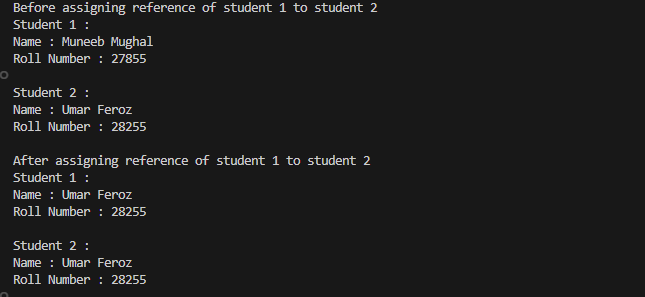 Before assigning reference of student 1 to student 2
Student 1 :
Name : Muneeb Mughal
Roll Number : 27855
Student 2 :
Name : Umar Feroz
Roll Number : 28255
After assigning reference of student 1 to student 2
Student 1 :
Name : Umar Feroz
Roll Number : 28255
Student 2 :
Name : Umar Feroz
Roll Number : 28255